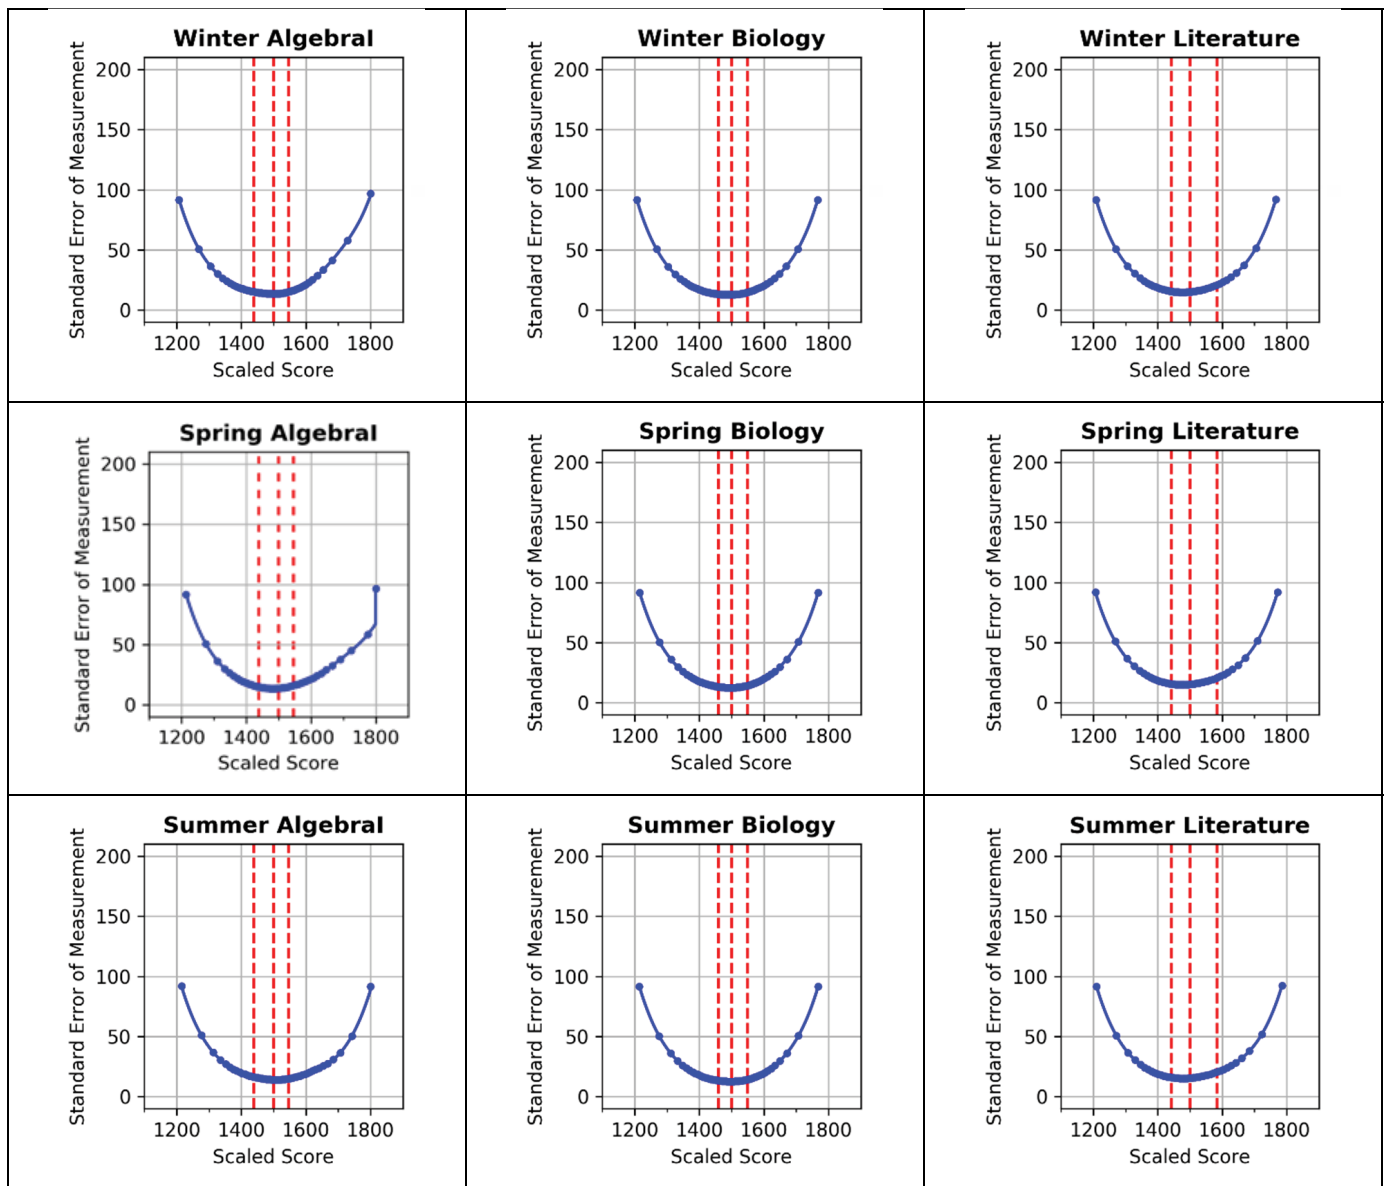 Winter AlgebraI
Standard Error of Measurement
200
150
100
50
0
1200 1400 1600 1800
Scaled Score
Winter Biology
Standard Error of Measurement
200
150
100
50
0
1200 1400 1600 1800
Scaled Score
Winter Literature
Standard Error of Measurement
200
150
100
50
0
1200 1400 1600 1800
Scaled Score
Spring AlgebraI
Standard Error of Measurement
200
150
100
50
0
1200 1400 1600 1800
Scaled Score
Spring Biology
Standard Error of Measurement
200
150
100
50
0
1200 1400 1600 1800
Scaled Score
Spring Literature
Standard Error of Measurement
200
150
100
50
0
1200 1400 1600 1800
Scaled Score
Summer AlgebraI
Standard Error of Measurement
200
150
100
50
0
1200 1400 1600 1800
Scaled Score
Summer Biology
Standard Error of Measurement
200
150
100
50
0
1200 1400 1600 1800
Scaled Score
Summer Literature
Standard Error of Measurement
200
150
100
50
0
1200 1400 1600 1800
Scaled Score